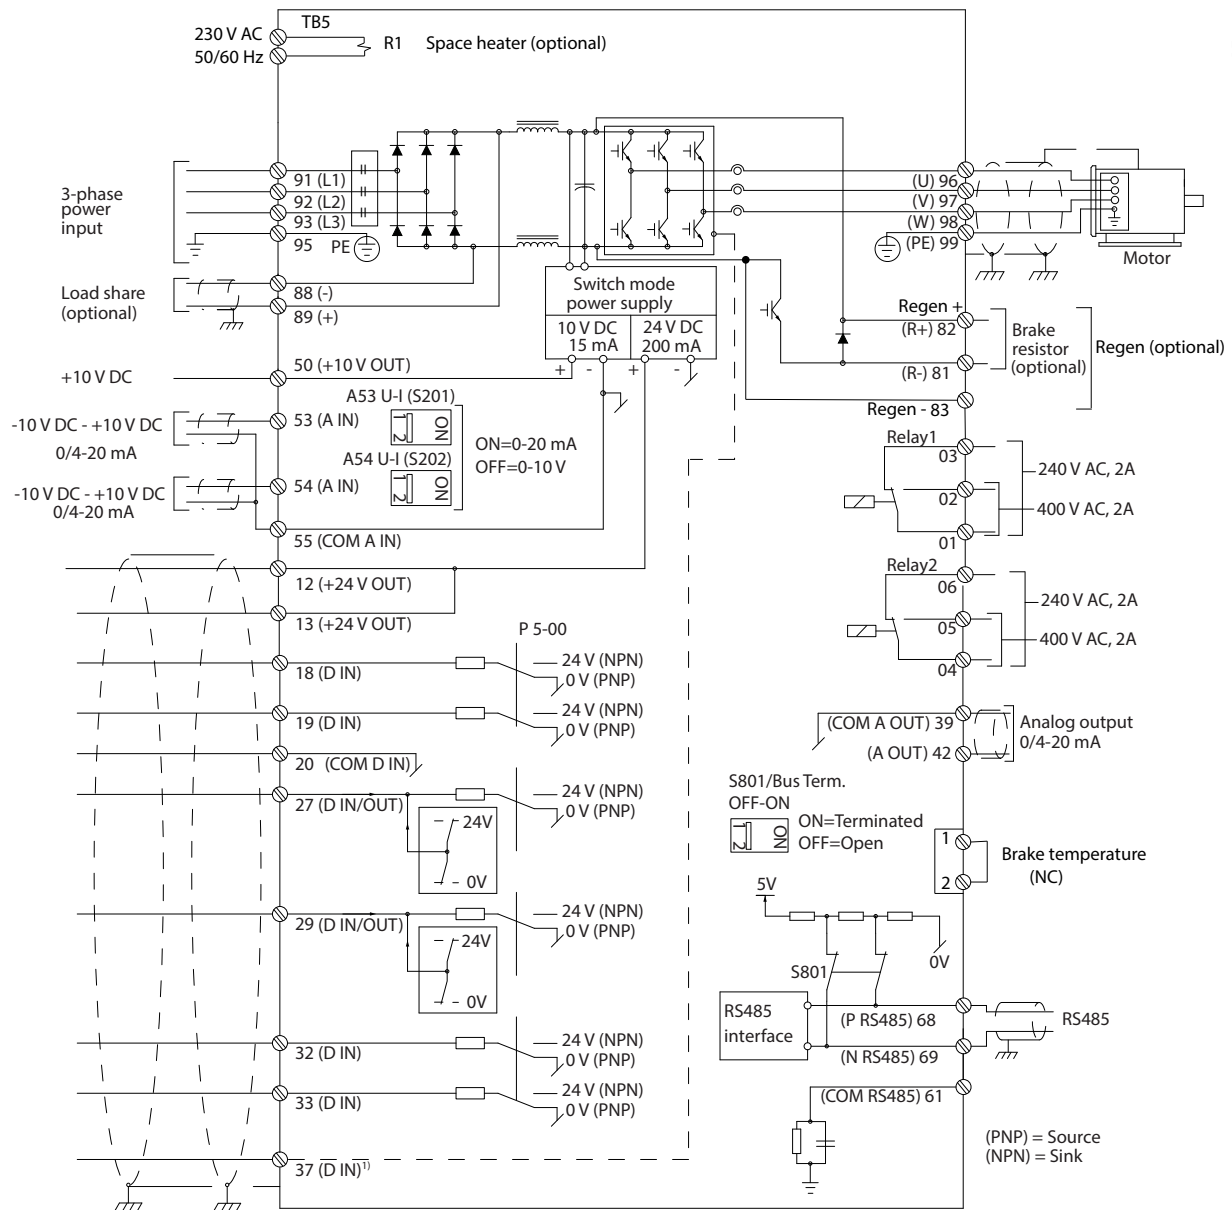 TB5
230 V AC
50/60 Hz
R1
Space heater (optional)
3-phase
power
input
91 (L1)
92 (L2)
93 (L3)
95
PE
(U) 96
(V) 97
(W) 98
(PE) 99
Motor
Load share
(optional)
88 (-)
89 (+)
Switch mode
power supply
10 V DC
15 mA
24 V DC
200 mA
+ - + -
Regen +
(R+) 82
Brake
resistor
(optional)
Regen (optional)
(R-) 81
Regen - 83
+10 V DC
50 (+10 V OUT)
A53 U-I (S201)
1 2
ON
53 (A IN)
-10 V DC - +10 V DC
0/4-20 mA
A54 U-I (S202)
1 2
ON
ON=0-20 mA
OFF=0-10 V
54 (A IN)
-10 V DC - +10 V DC
0/4-20 mA
55 (COM A IN)
Relay1
03
02
01
240 V AC, 2A
400 V AC, 2A
Relay2
06
05
04
240 V AC, 2A
400 V AC, 2A
12 (+24 V OUT)
13 (+24 V OUT)
P 5-00
18 (D IN)
24 V (NPN)
0 V (PNP)
19 (D IN)
24 V (NPN)
0 V (PNP)
20 (COM D IN)
27 (D IN/OUT)
24 V (NPN)
0 V (PNP)
24V
0V
29 (D IN/OUT)
24 V (NPN)
0 V (PNP)
24V
0V
32 (D IN)
24 V (NPN)
0 V (PNP)
33 (D IN)
24 V (NPN)
0 V (PNP)
37 (D IN)1)
(COM A OUT) 39
(A OUT) 42
Analog output
0/4-20 mA
S801/Bus Term.
OFF-ON
1 2
ON
ON=Terminated
OFF=Open
1
2
Brake temperature
(NC)
5V
0V
S801
RS485
interface
(P RS485) 68
(N RS485) 69
RS485
(COM RS485) 61
(PNP) = Source
(NPN) = Sink